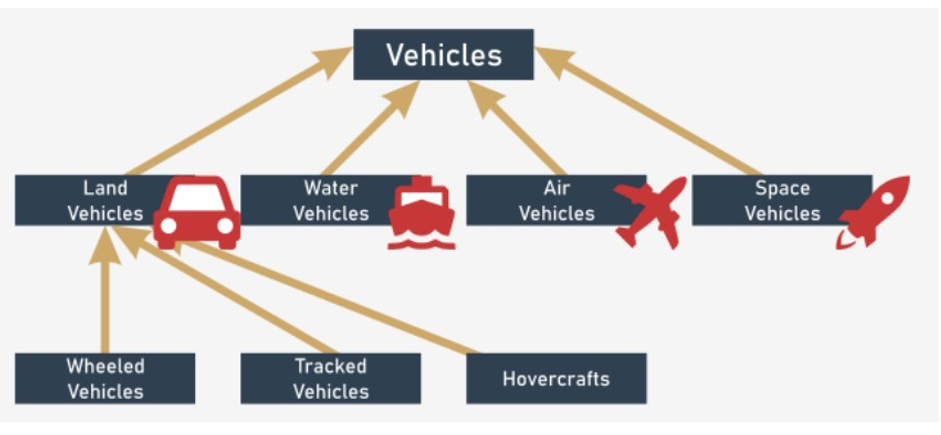 Vehicles
Land
Vehicles
Water
Vehicles
Air
Vehicles
Space
Vehicles
Wheeled
Vehicles
Tracked
Vehicles
Hovercrafts